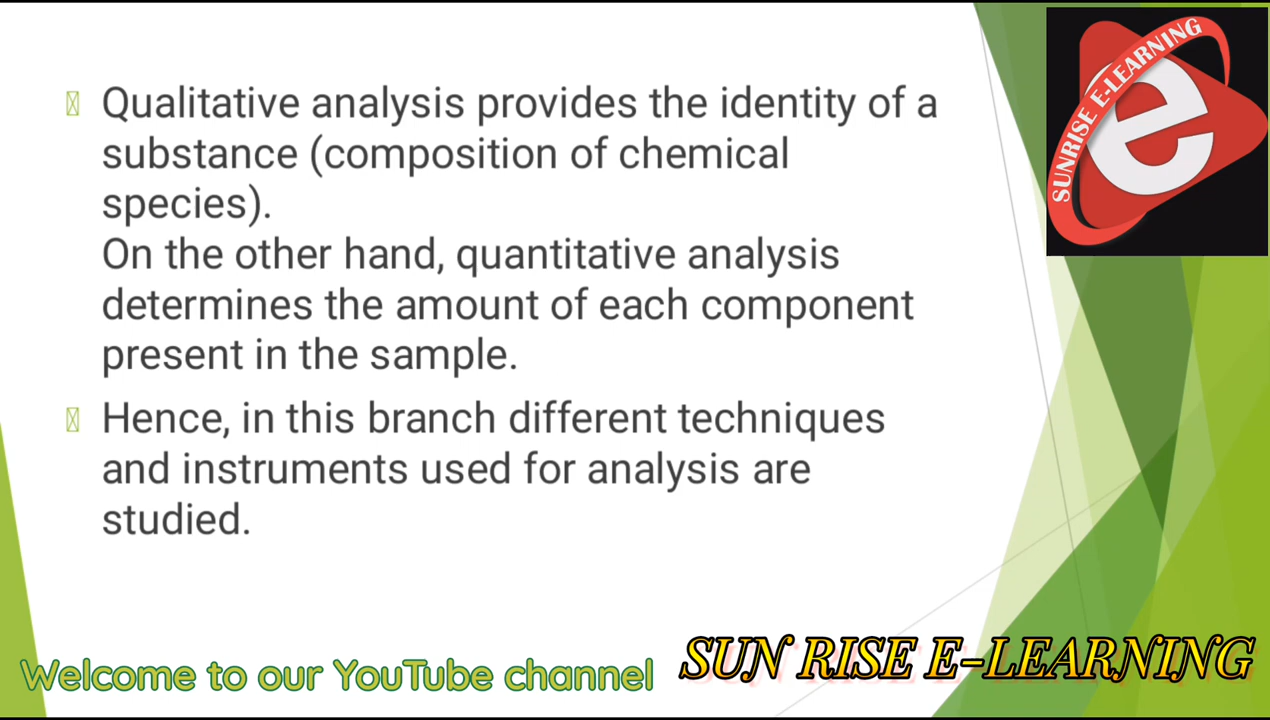 SUNRISE E-LEARNING
e
Qualitative analysis provides the identity of a
substance (composition of chemical
species).
On the other hand, quantitative analysis
determines the amount of each component
present in the sample.
Hence, in this branch different techniques
and instruments used for analysis are
studied.
Welcome to our YouTube channel
SUN RISE E-LEARNING